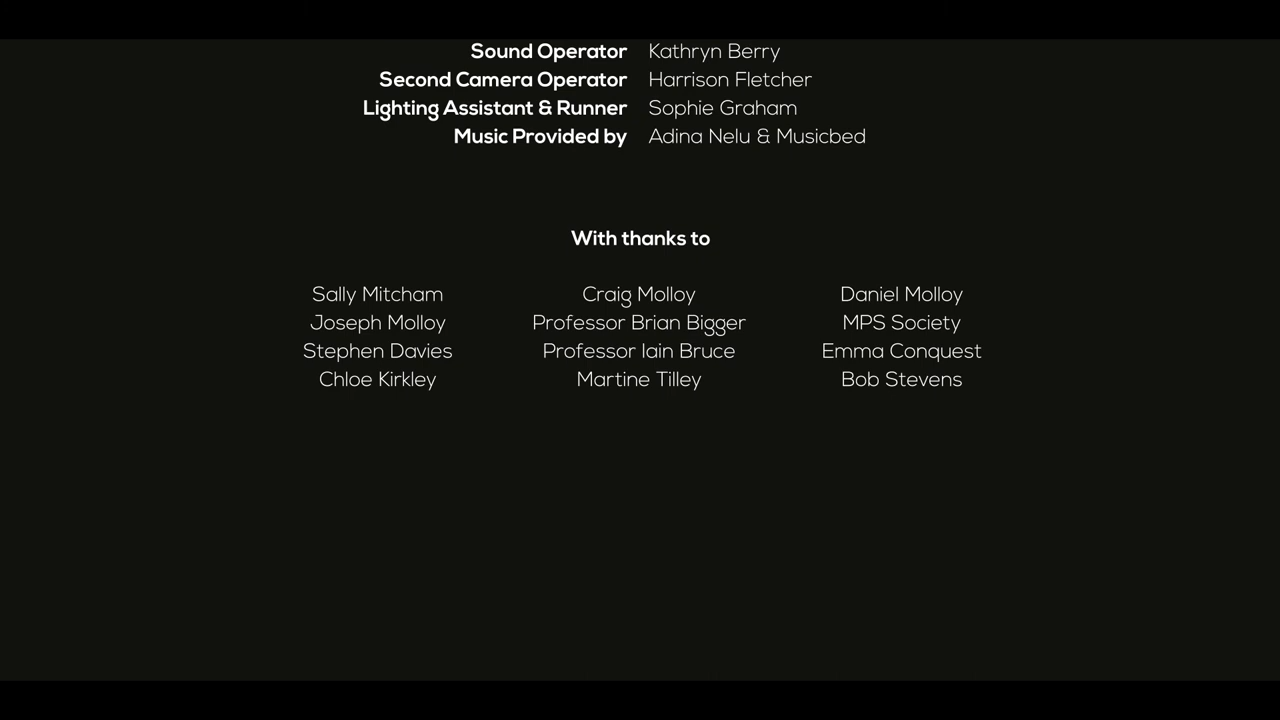 Sound Operator Kathryn Berry
Second Camera Operator Harrison Fletcher
Lighting Assistant & Runner Sophie Graham
Music Provided by Adina Nelu & Musicbed
With thanks to
Sally Mitcham Craig Molloy Daniel Molloy
Joseph Molloy Professor Brian Bigger MPS Society
Stephen Davies Professor Iain Bruce Emma Conquest
Chloe Kirkley Martine Tilley Bob Stevens